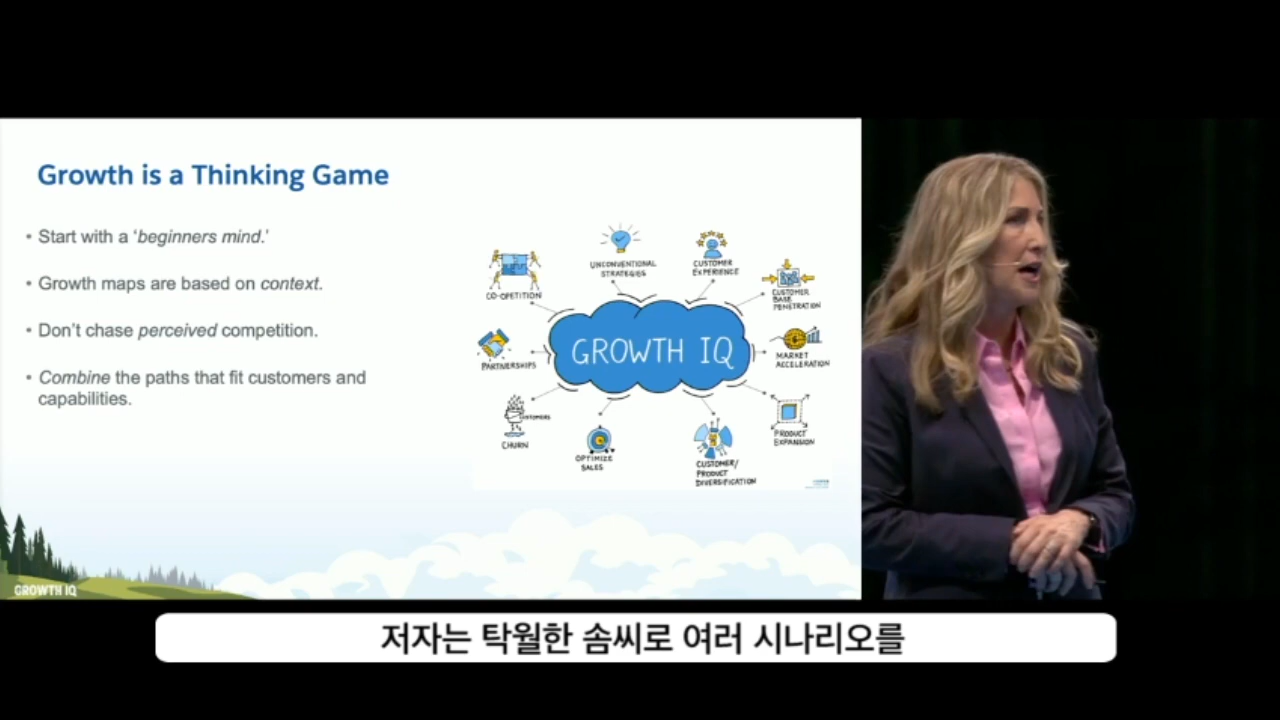 Growth is a Thinking Game
• Start with a ‘beginners mind.’
• Growth maps are based on context.
• Don’t chase perceived competition.
• Combine the paths that fit customers and
capabilities.
UNCONVENTIONAL
STRATEGIES
CUSTOMER
EXPERIENCE
CO-OPETITION
CUSTOMER
BASE
PENETRATION
GROWTH IQ
PARTNERSHIPS
MARKET
ACCELERATION
CUSTOMERS
CHURN
PRODUCT
EXPANSION
OPTIMIZE
SALES
CUSTOMER/
PRODUCT
DIVERSIFICATION
GROWTH IQ
저자는 탁월한 솜씨로 여러 시나리오를